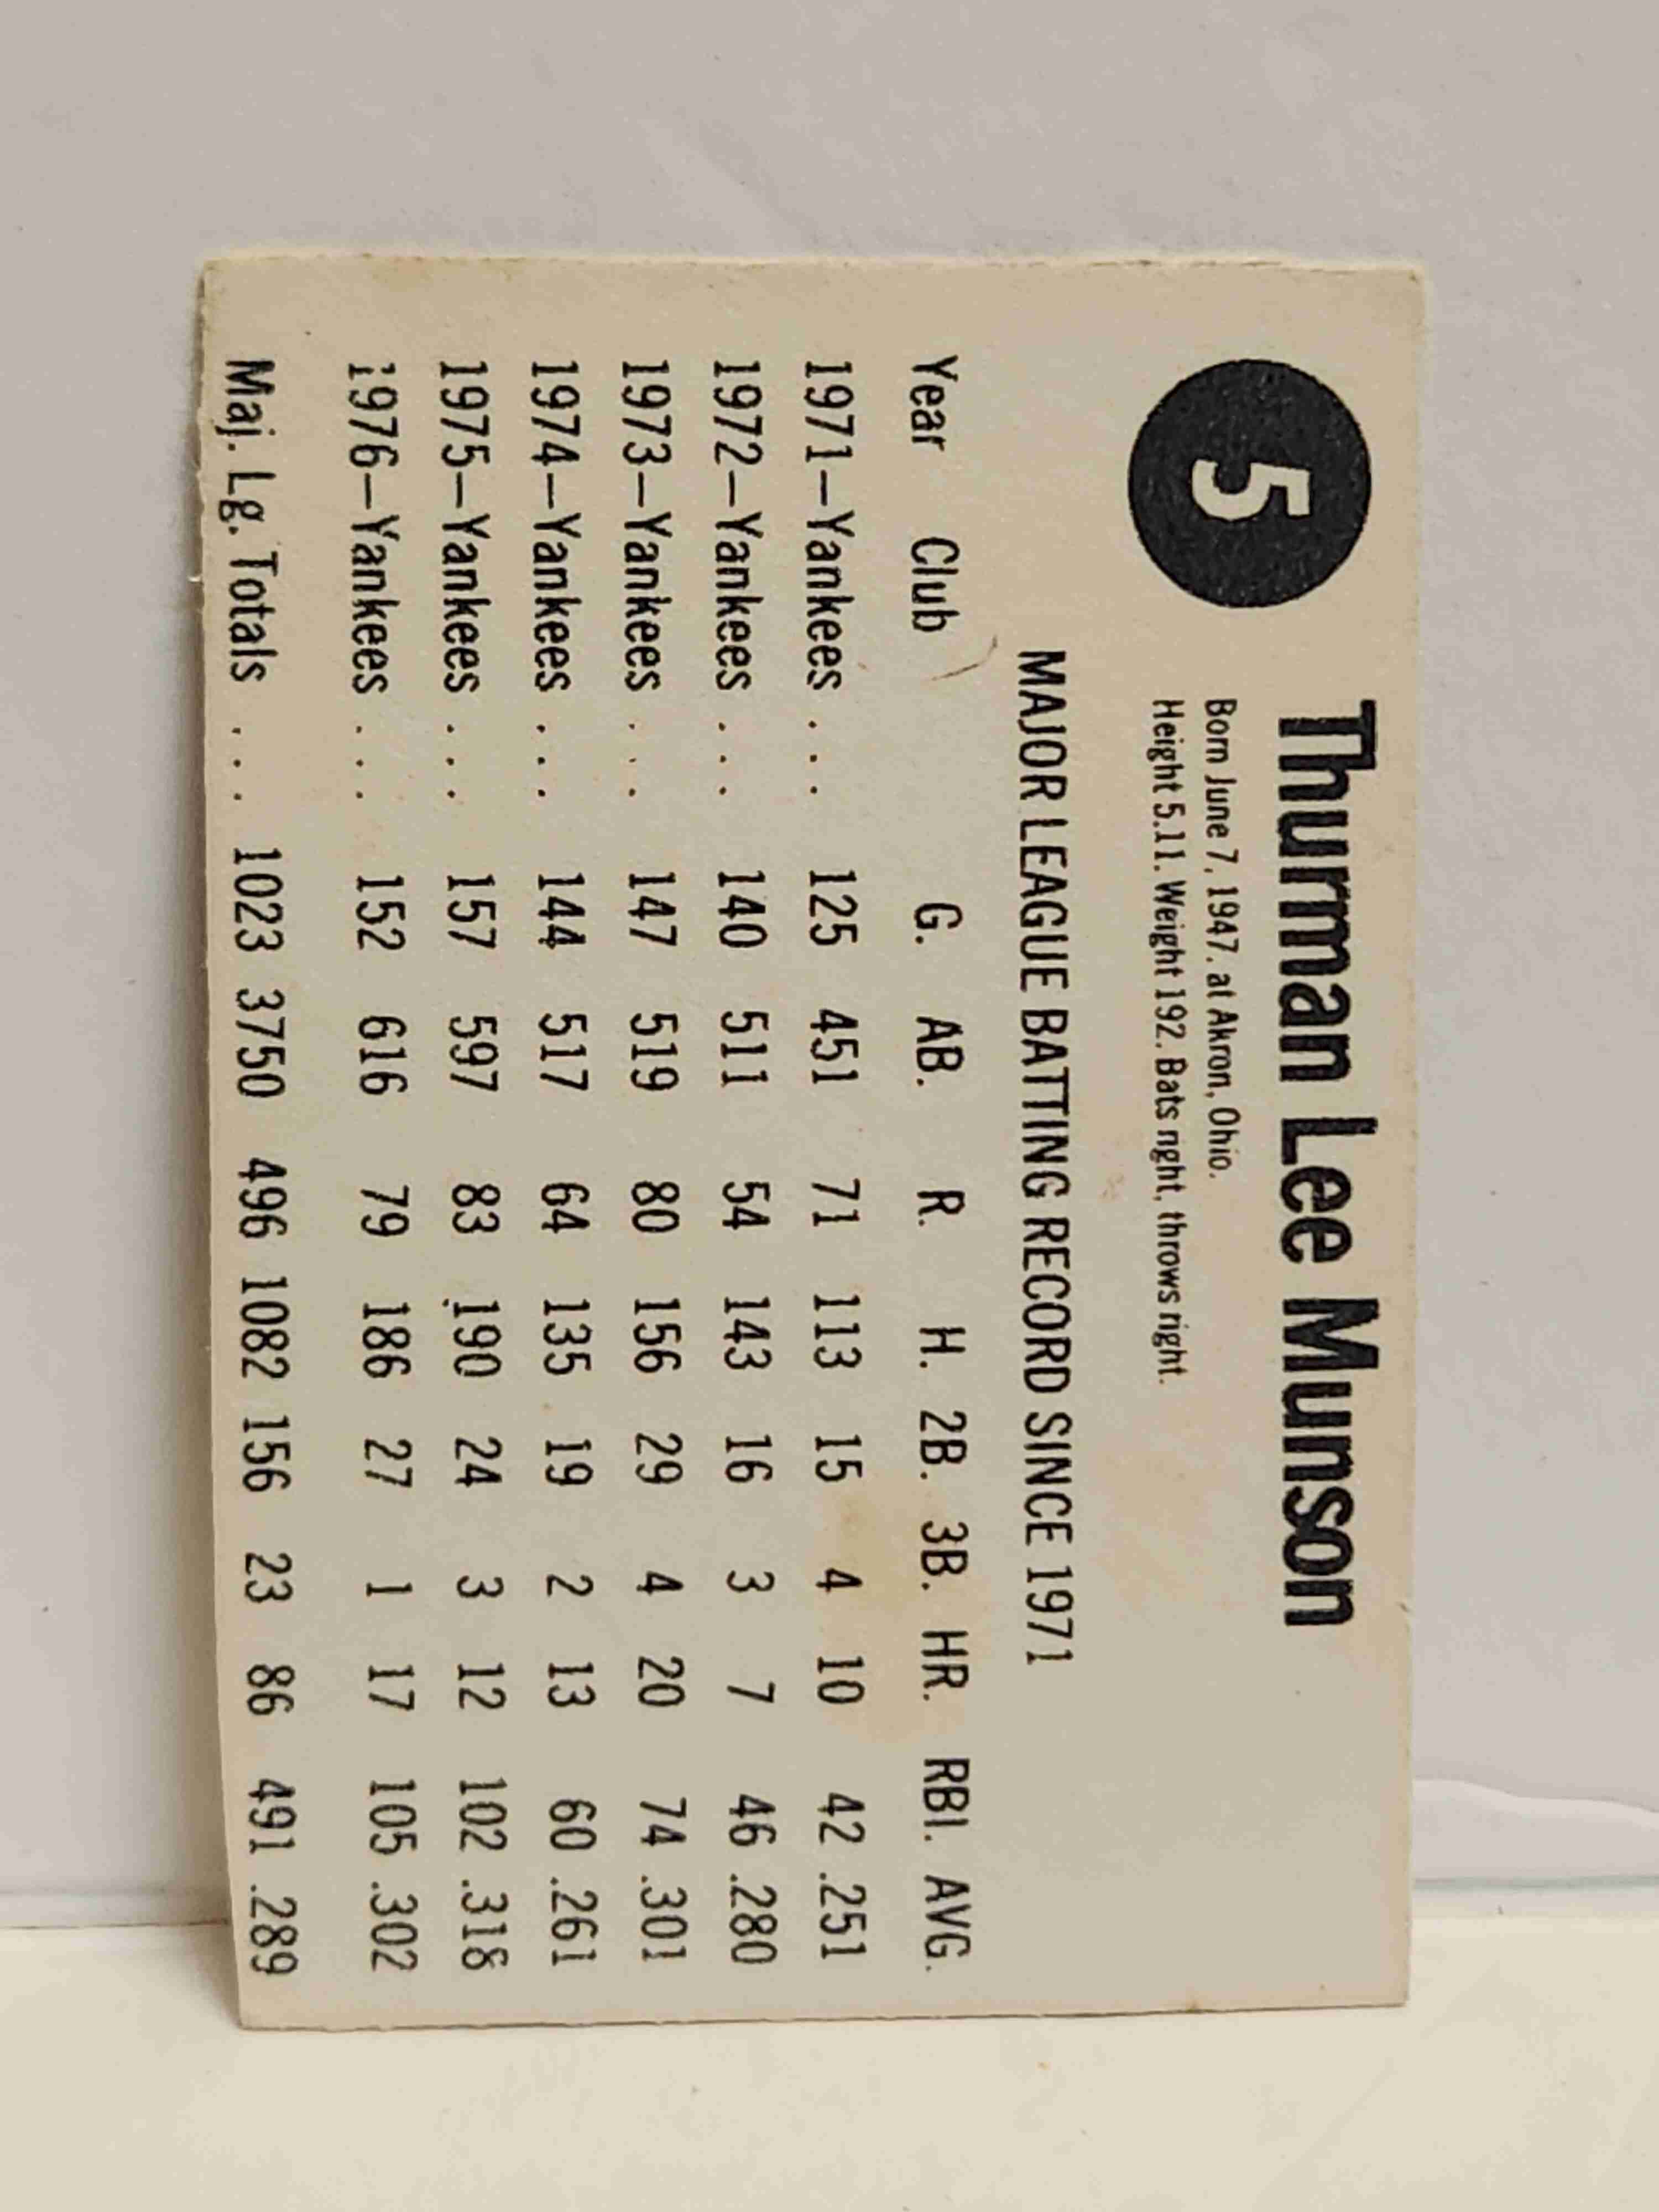 5
Thurman Lee Munson
Born June 7, 1947. at Akron, Ohio.
Height 5.11. Weight 192. Bats right, throws right.
MAJOR LEAGUE BATTING RECORD SINCE 1971
Year Club G. AB. R. H. 2B. 3B. HR. RBI. AVG.
1971—Yankees . . . 125 451 71 113 15 4 10 42 .251
1972—Yankees . . . 140 511 54 143 16 3 7 46 .280
1973—Yankees . . . 147 519 80 156 29 4 20 74 .301
1974—Yankees . . . 144 517 64 135 19 2 13 60 .261
1975—Yankees . . . 157 597 83 190 24 3 12 102 .318
1976—Yankees . . . 152 616 79 186 27 1 17 105 .302
Maj. Lg. Totals . . . 1023 3750 496 1082 156 23 86 491 .289